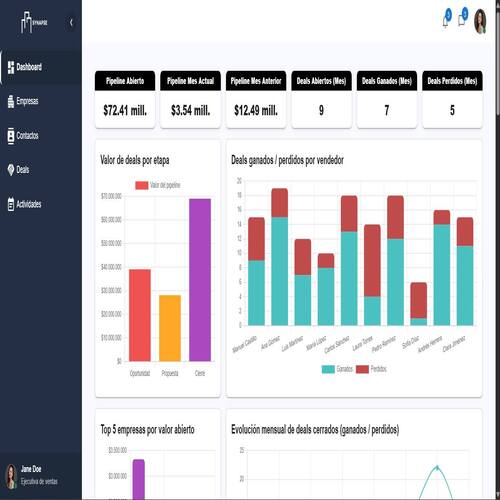 SYNAPSE
Dashboard
Empresas
Contactos
Deals
Actividades
Jane Doe
Ejecutiva de ventas
Pipeline Abierto
$72.41 mill.
Pipeline Mes Actual
$3.54 mill.
Pipeline Mes Anterior
$12.49 mill.
Deals Abiertos (Mes)
9
Deals Ganados (Mes)
7
Deals Perdidos (Mes)
5
Valor de deals por etapa
Valor del pipeline
$70.000.000
$60.000.000
$50.000.000
$40.000.000
$30.000.000
$20.000.000
$10.000.000
$0
Oportunidad
Propuesta
Cierre
Deals ganados / perdidos por vendedor
20
18
16
14
12
10
8
6
4
2
0
Manuel Castillo
Ana Gómez
Luis Martínez
María López
Carlos Sánchez
Laura Torres
Pedro Ramírez
Sofía Díaz
Andrés Herrera
Clara Jiménez
Ganados
Perdidos
Top 5 empresas por valor abierto
$3.500.000
$3.000.000
Evolución mensual de deals cerrados (ganados / perdidos)
25
20